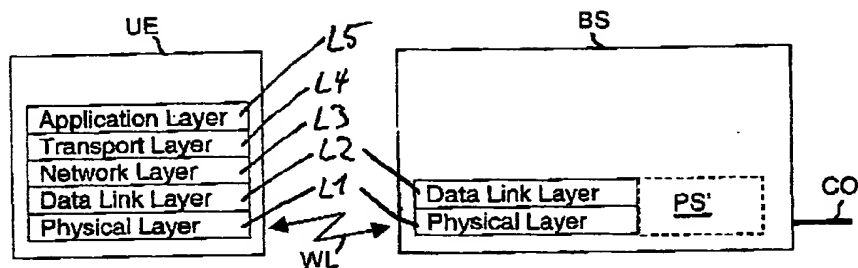 UE
BS
L5
L4
L3
L2
L1
Application Layer
Transport Layer
Network Layer
Data Link Layer
Physical Layer
WL
Data Link Layer
Physical Layer
PS'
CO